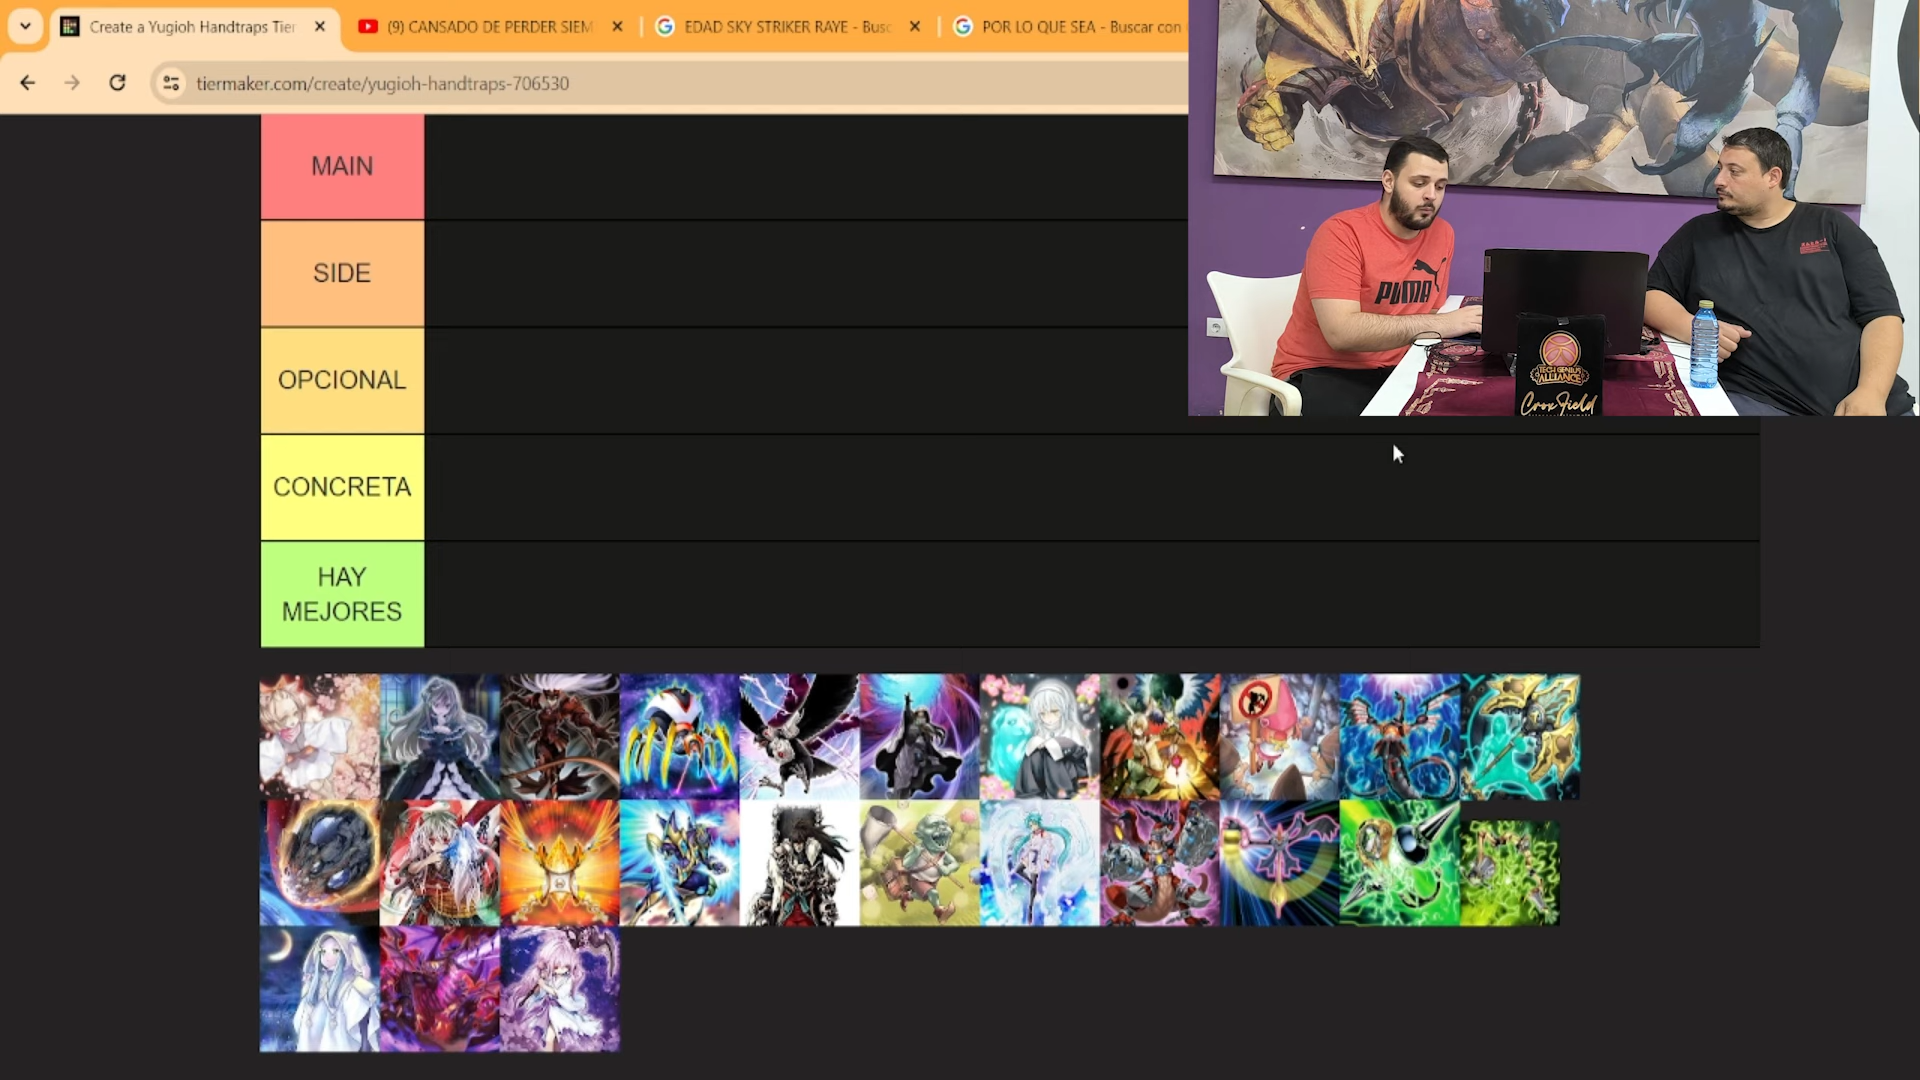 Create a Yugioh Handtraps Tier
(9) CANSADO DE PERDER SIEM
EDAD SKY STRIKER RAYE - Busc
POR LO QUE SEA - Buscar con
tiermaker.com/create/yugioh-handtraps-706530
MAIN
SIDE
OPCIONAL
CONCRETA
HAY
MEJORES
PUMA
TECH GENIUS
ALLIANCE
CroxField